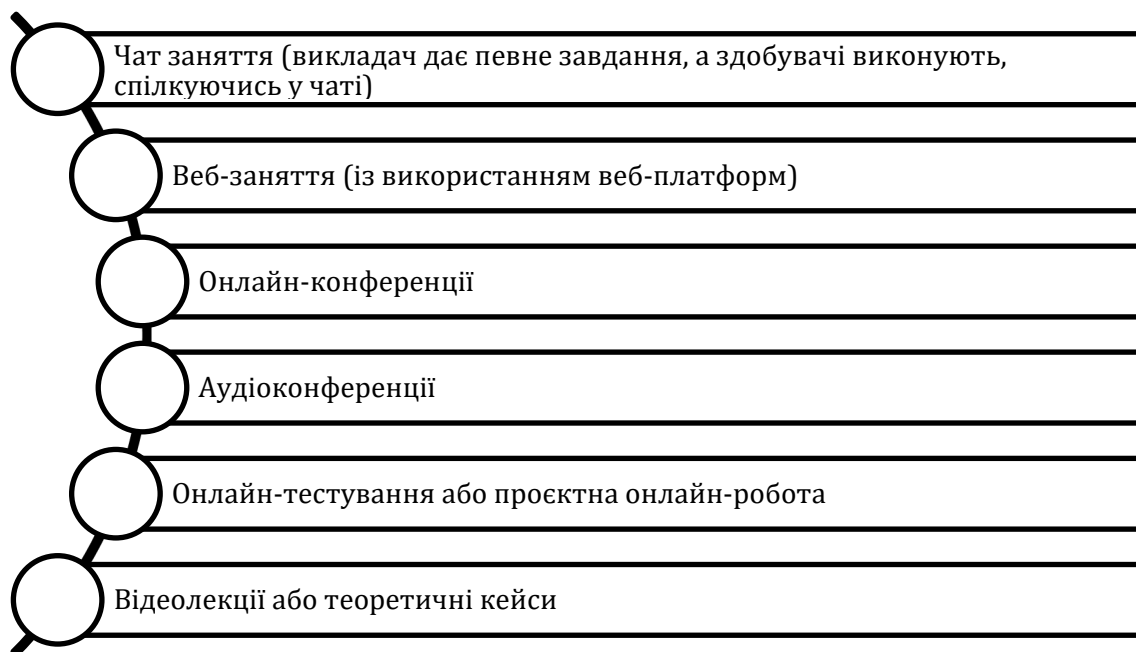 Чат заняття (викладач дає певне завдання, а здобувачі виконують,
спілкуючись у чаті)
Веб-заняття (із використанням веб-платформ)
Онлайн-конференції
Аудіоконференції
Онлайн-тестування або проєктна онлайн-робота
Відеолекції або теоретичні кейси